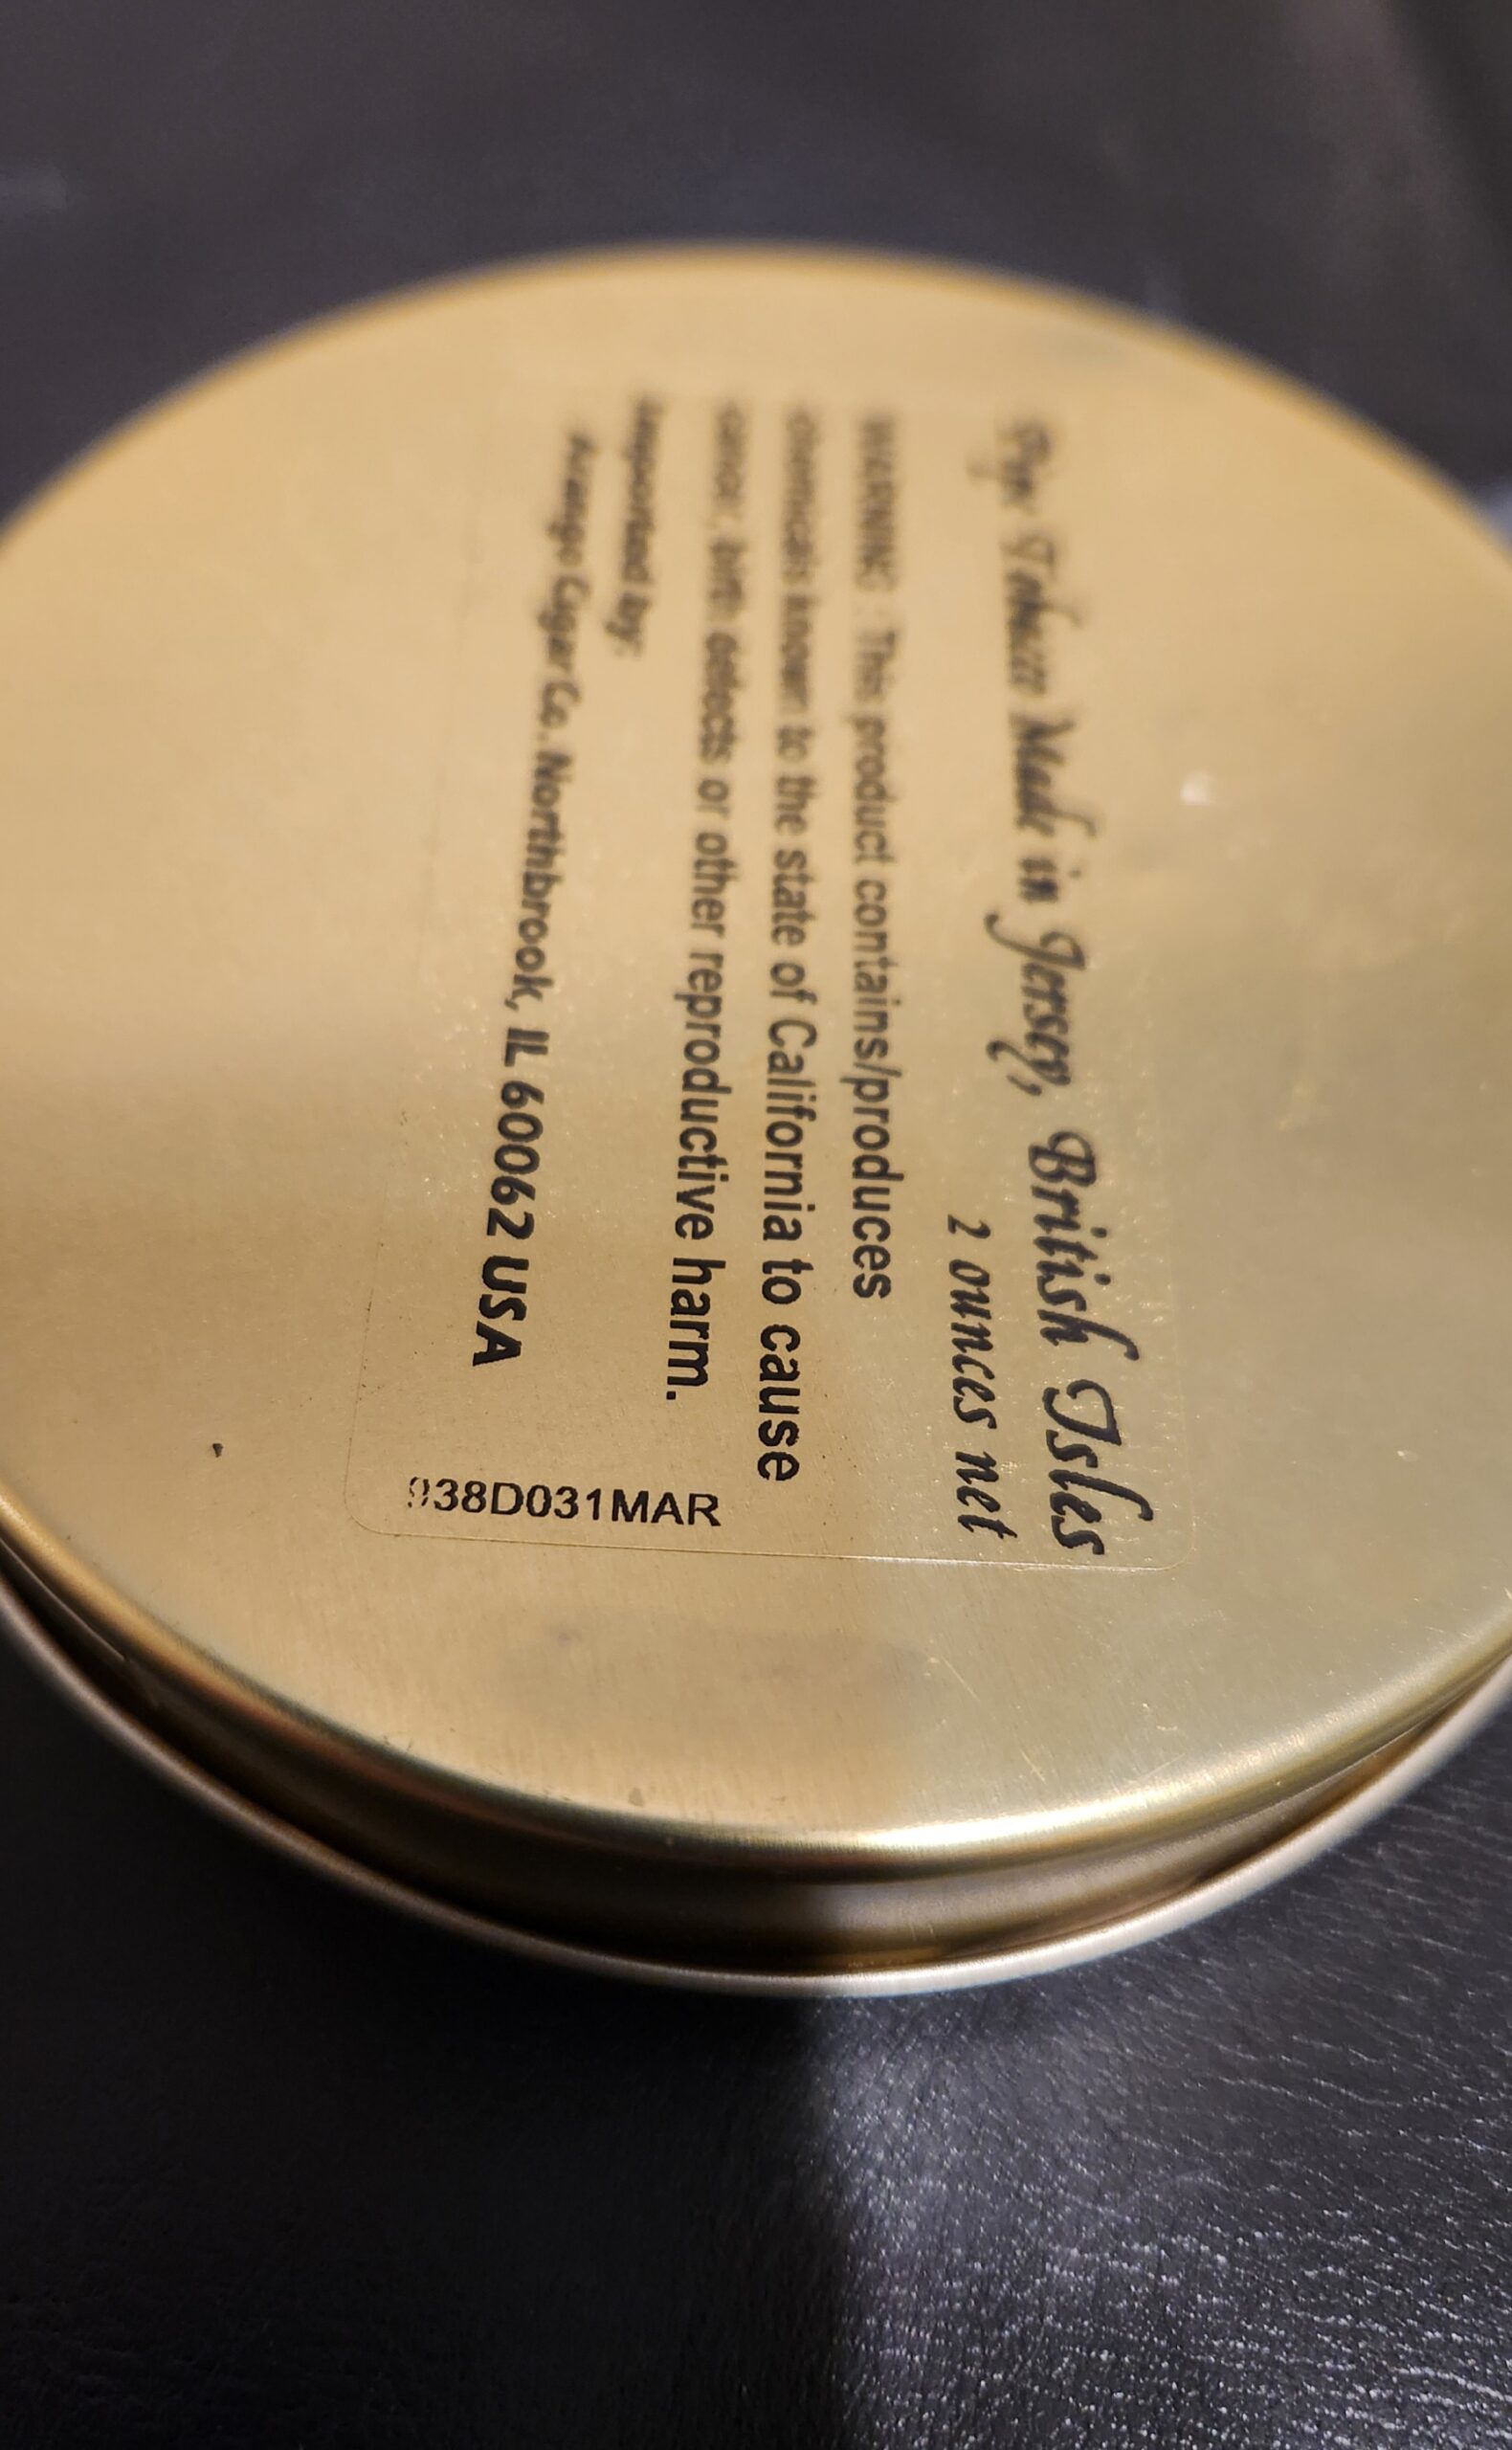 Pipe Tobacco Made in Jersey, British Isles
2 ounces net
WARNING : This product contains/produces
chemicals known to the state of California to cause
cancer, birth defects or other reproductive harm.
Imported by:
Arango Cigar Co. Northbrook, IL 60062 USA
938D031MAR